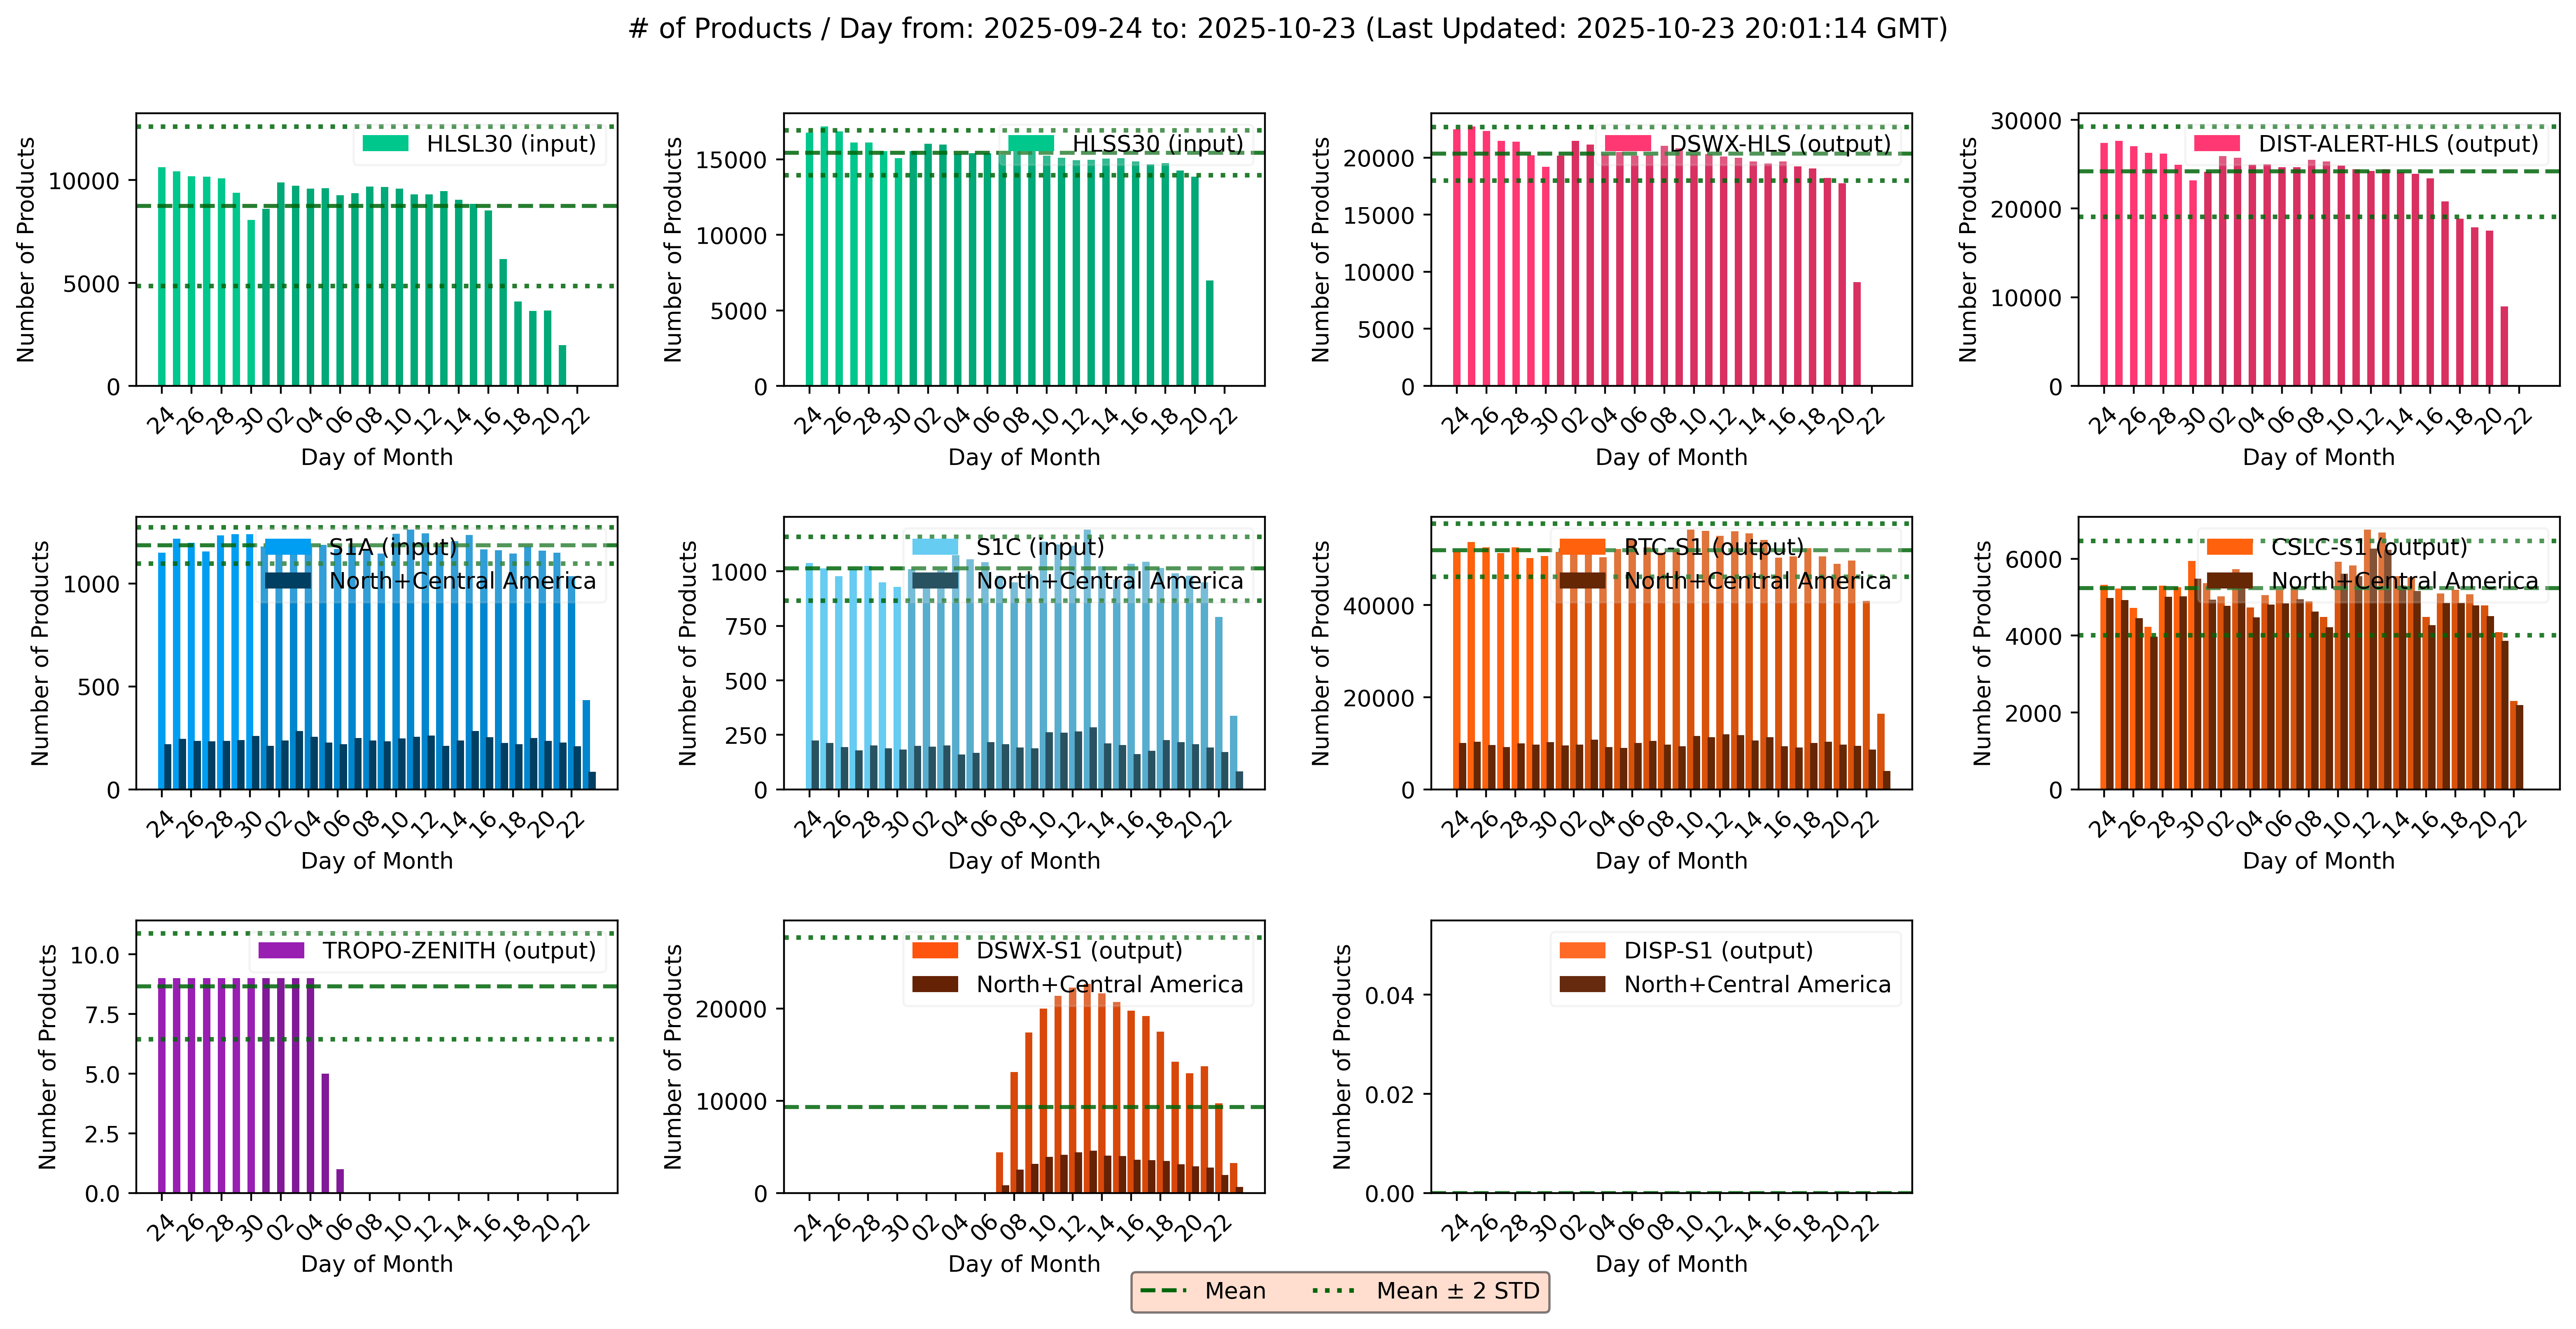 # of Products / Day from: 2025-09-24 to: 2025-10-23 (Last Updated: 2025-10-23 20:01:14 GMT)
Number of Products
10000
5000
0
HLSL30 (input)
24 26 28 30 02 04 06 08 10 12 14 16 18 20 22
Day of Month
Number of Products
15000
10000
5000
0
HLSS30 (input)
24 26 28 30 02 04 06 08 10 12 14 16 18 20 22
Day of Month
Number of Products
20000
15000
10000
5000
0
DSWX-HLS (output)
24 26 28 30 02 04 06 08 10 12 14 16 18 20 22
Day of Month
Number of Products
30000
20000
10000
0
DIST-ALERT-HLS (output)
24 26 28 30 02 04 06 08 10 12 14 16 18 20 22
Day of Month
Number of Products
1000
500
0
S1A (input)
North+Central America
24 26 28 30 02 04 06 08 10 12 14 16 18 20 22
Day of Month
Number of Products
1000
750
500
250
0
S1C (input)
North+Central America
24 26 28 30 02 04 06 08 10 12 14 16 18 20 22
Day of Month
Number of Products
40000
20000
0
RTC-S1 (output)
North+Central America
24 26 28 30 02 04 06 08 10 12 14 16 18 20 22
Day of Month
Number of Products
6000
4000
2000
0
CSLC-S1 (output)
North+Central America
24 26 28 30 02 04 06 08 10 12 14 16 18 20 22
Day of Month
Number of Products
10.0
7.5
5.0
2.5
0.0
TROPO-ZENITH (output)
24 26 28 30 02 04 06 08 10 12 14 16 18 20 22
Day of Month
Number of Products
20000
10000
0
DSWX-S1 (output)
North+Central America
24 26 28 30 02 04 06 08 10 12 14 16 18 20 22
Day of Month
Number of Products
0.04
0.02
0.00
DISP-S1 (output)
North+Central America
24 26 28 30 02 04 06 08 10 12 14 16 18 20 22
Day of Month
Mean
Mean ± 2 STD